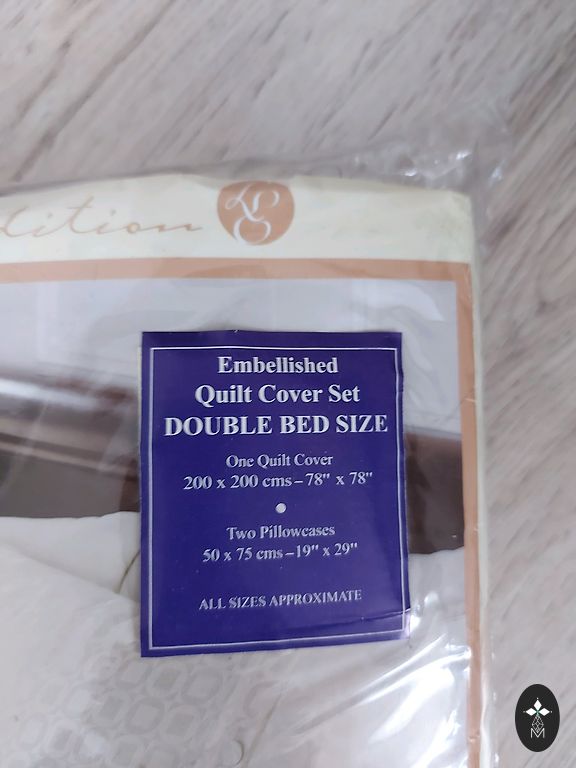 Embellished
Quilt Cover Set
DOUBLE BED SIZE
One Quilt Cover
200 x 200 cms – 78" x 78"
Two Pillowcases
50 x 75 cms – 19" x 29"
ALL SIZES APPROXIMATE